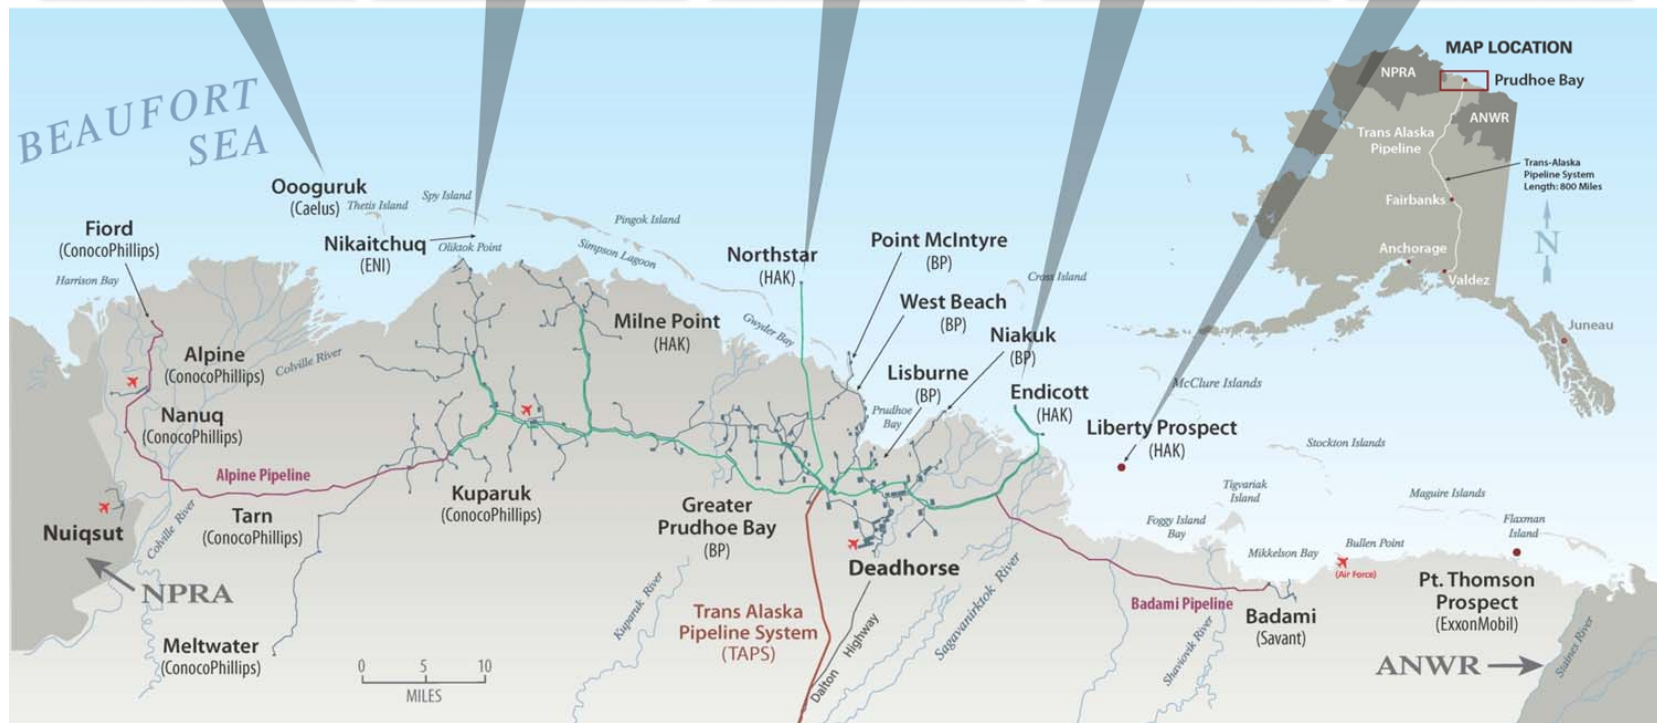 MAP LOCATION
NPRA
Prudhoe Bay
ANWR
Trans Alaska
Pipeline
Trans-Alaska
Pipeline System
Length: 800 Miles
Fairbanks
N
Anchorage
Valdez
Juneau
BEAUFORT
SEA
Oooguruk
(Caelus)
Thetis Island
Spy Island
Pingok Island
Fiord
(ConocoPhillips)
Nikaitchuq
(ENI)
Oliktok Point
Simpson Lagoon
Harrison Bay
Northstar
(HAK)
Point McIntyre
(BP)
Cross Island
West Beach
(BP)
Milne Point
(HAK)
Gwyder Bay
Niakuk
(BP)
Alpine
(ConocoPhillips)
Colville River
Lisburne
(BP)
Endicott
(HAK)
McClure Islands
Nanuq
(ConocoPhillips)
Prudhoe
Bay
Liberty Prospect
(HAK)
Stockton Islands
Alpine Pipeline
Kuparuk
(ConocoPhillips)
Greater
Prudhoe Bay
(BP)
Tigvariak
Island
Maguire Islands
Tarn
(ConocoPhillips)
Colville River
Nuiqsut
Foggy Island
Bay
Flaxman
Island
Mikkelson Bay
Bullen Point
(Air Force)
Deadhorse
NPRA
Kuparuk River
Trans Alaska
Pipeline System
(TAPS)
Dalton Highway
Sagavanirktok River
Badami Pipeline
Shaviovik River
Badami
(Savant)
Pt. Thomson
Prospect
(ExxonMobil)
Staines River
ANWR
Meltwater
(ConocoPhillips)
0 5 10
MILES